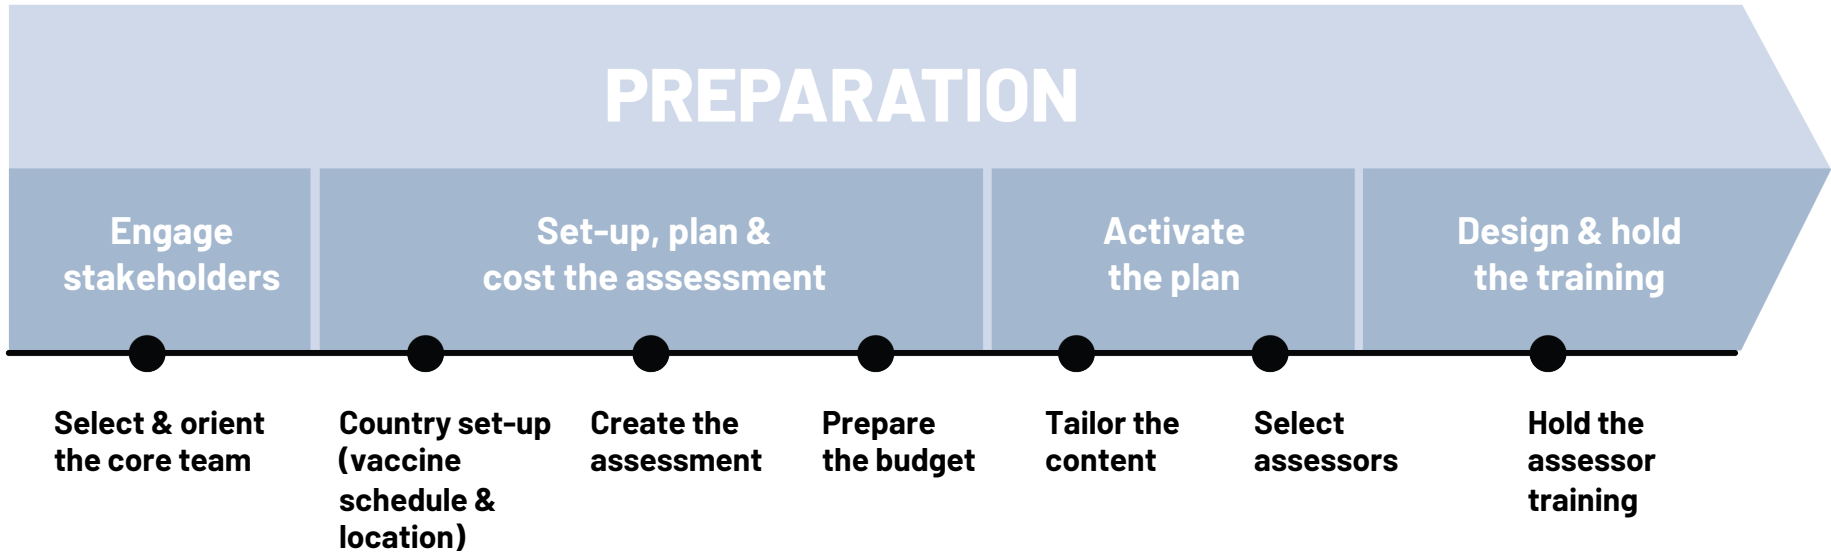 PREPARATION
Engage
stakeholders
Set-up, plan &
cost the assessment
Activate
the plan
Design & hold
the training
Select & orient
the core team
Country set-up
(vaccine
schedule &
location)
Create the
assessment
Prepare
the budget
Tailor the
content
Select
assessors
Hold the
assessor
training